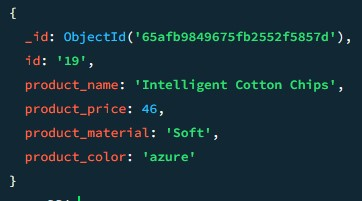 {
_id: ObjectId('65afb9849675fb2552f5857d'),
id: '19',
product_name: 'Intelligent Cotton Chips',
product_price: 46,
product_material: 'Soft',
product_color: 'azure'
}